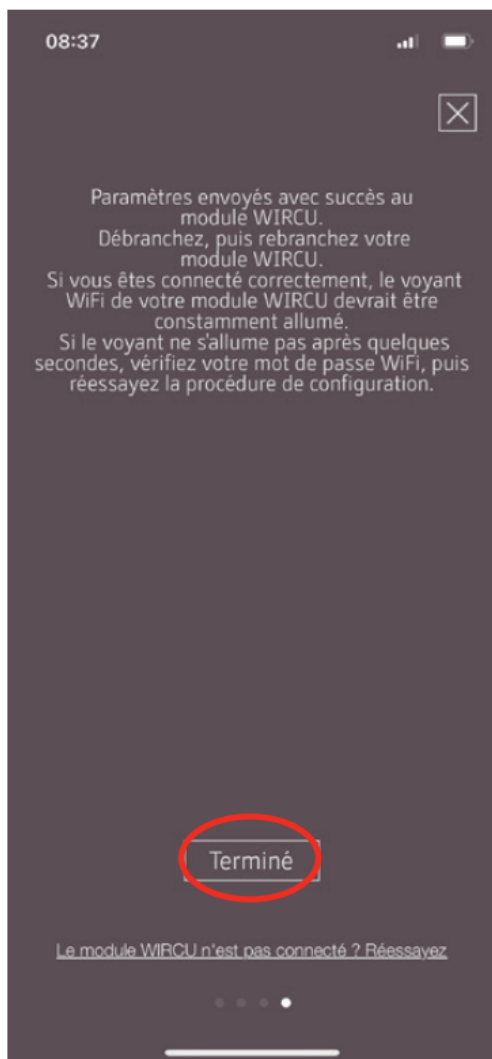 08:37
Paramètres envoyés avec succès au
module WIRCU.
Débranchez, puis rebranchez votre
module WIRCU.
Si vous êtes connecté correctement, le voyant
WiFi de votre module WIRCU devrait être
constamment allumé.
Si le voyant ne s'allume pas après quelques
secondes, vérifiez votre mot de passe WiFi, puis
réessayez la procédure de configuration.
Terminé
Le module WIRCU n'est pas connecté ? Réessayez